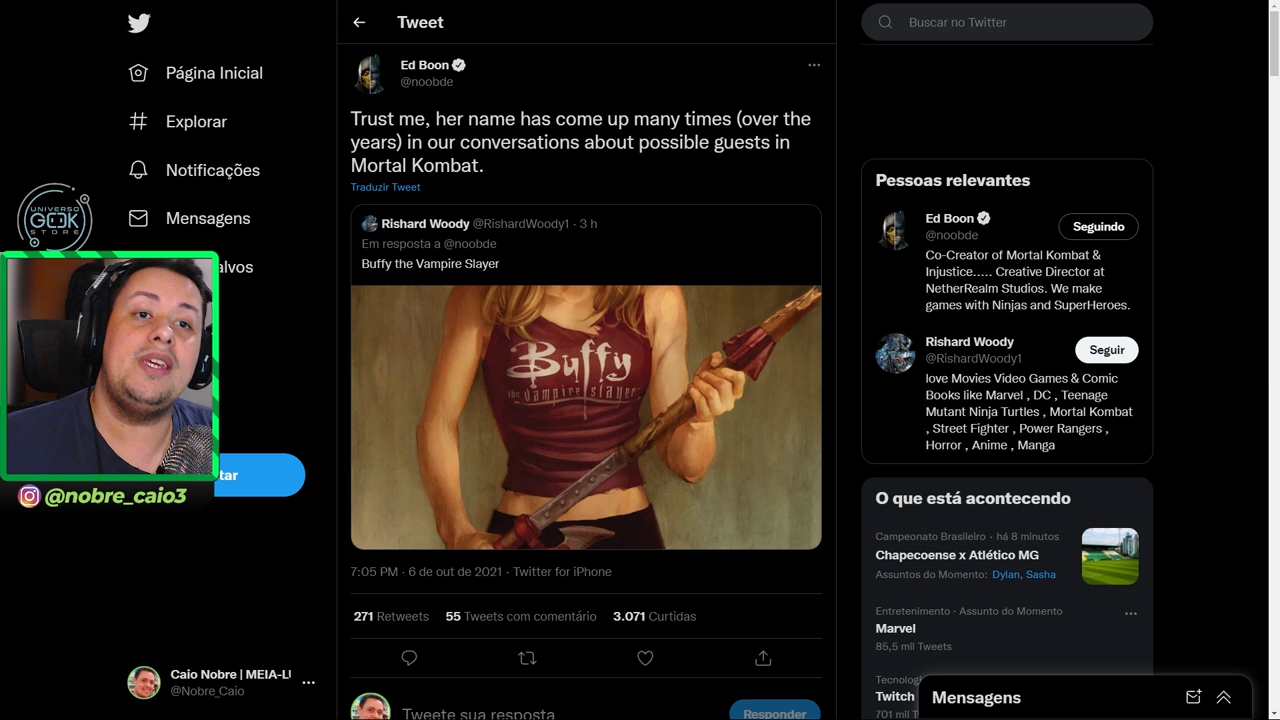 Tweet
Buscar no Twitter
Página Inicial
Explorar
Notificações
Mensagens
alvos
tar
UNIVERSO
GEEK
STORE
@nobre_caio3
Caio Nobre | MEIA-LU
@Nobre_Caio
Ed Boon
@noobde
Trust me, her name has come up many times (over the
years) in our conversations about possible guests in
Mortal Kombat.
Traduzir Tweet
Rishard Woody @RishardWoody1 · 3 h
Em resposta a @noobde
Buffy the Vampire Slayer
Buffy
the vampire slayer
7:05 PM · 6 de out de 2021 · Twitter for iPhone
271 Retweets 55 Tweets com comentário 3.071 Curtidas
Tweete sua resposta
Responder
Pessoas relevantes
Ed Boon
@noobde
Seguindo
Co-Creator of Mortal Kombat &
Injustice..... Creative Director at
NetherRealm Studios. We make
games with Ninjas and SuperHeroes.
Rishard Woody
@RishardWoody1
Seguir
love Movies Video Games & Comic
Books like Marvel , DC , Teenage
Mutant Ninja Turtles , Mortal Kombat
, Street Fighter , Power Rangers ,
Horror , Anime , Manga
O que está acontecendo
Campeonato Brasileiro · há 8 minutos
Chapecoense x Atlético MG
Assuntos do Momento: Dylan, Sasha
Entretenimento · Assunto do Momento
Marvel
85,5 mil Tweets
Tecnolog
Twitch
701 mil T
Mensagens